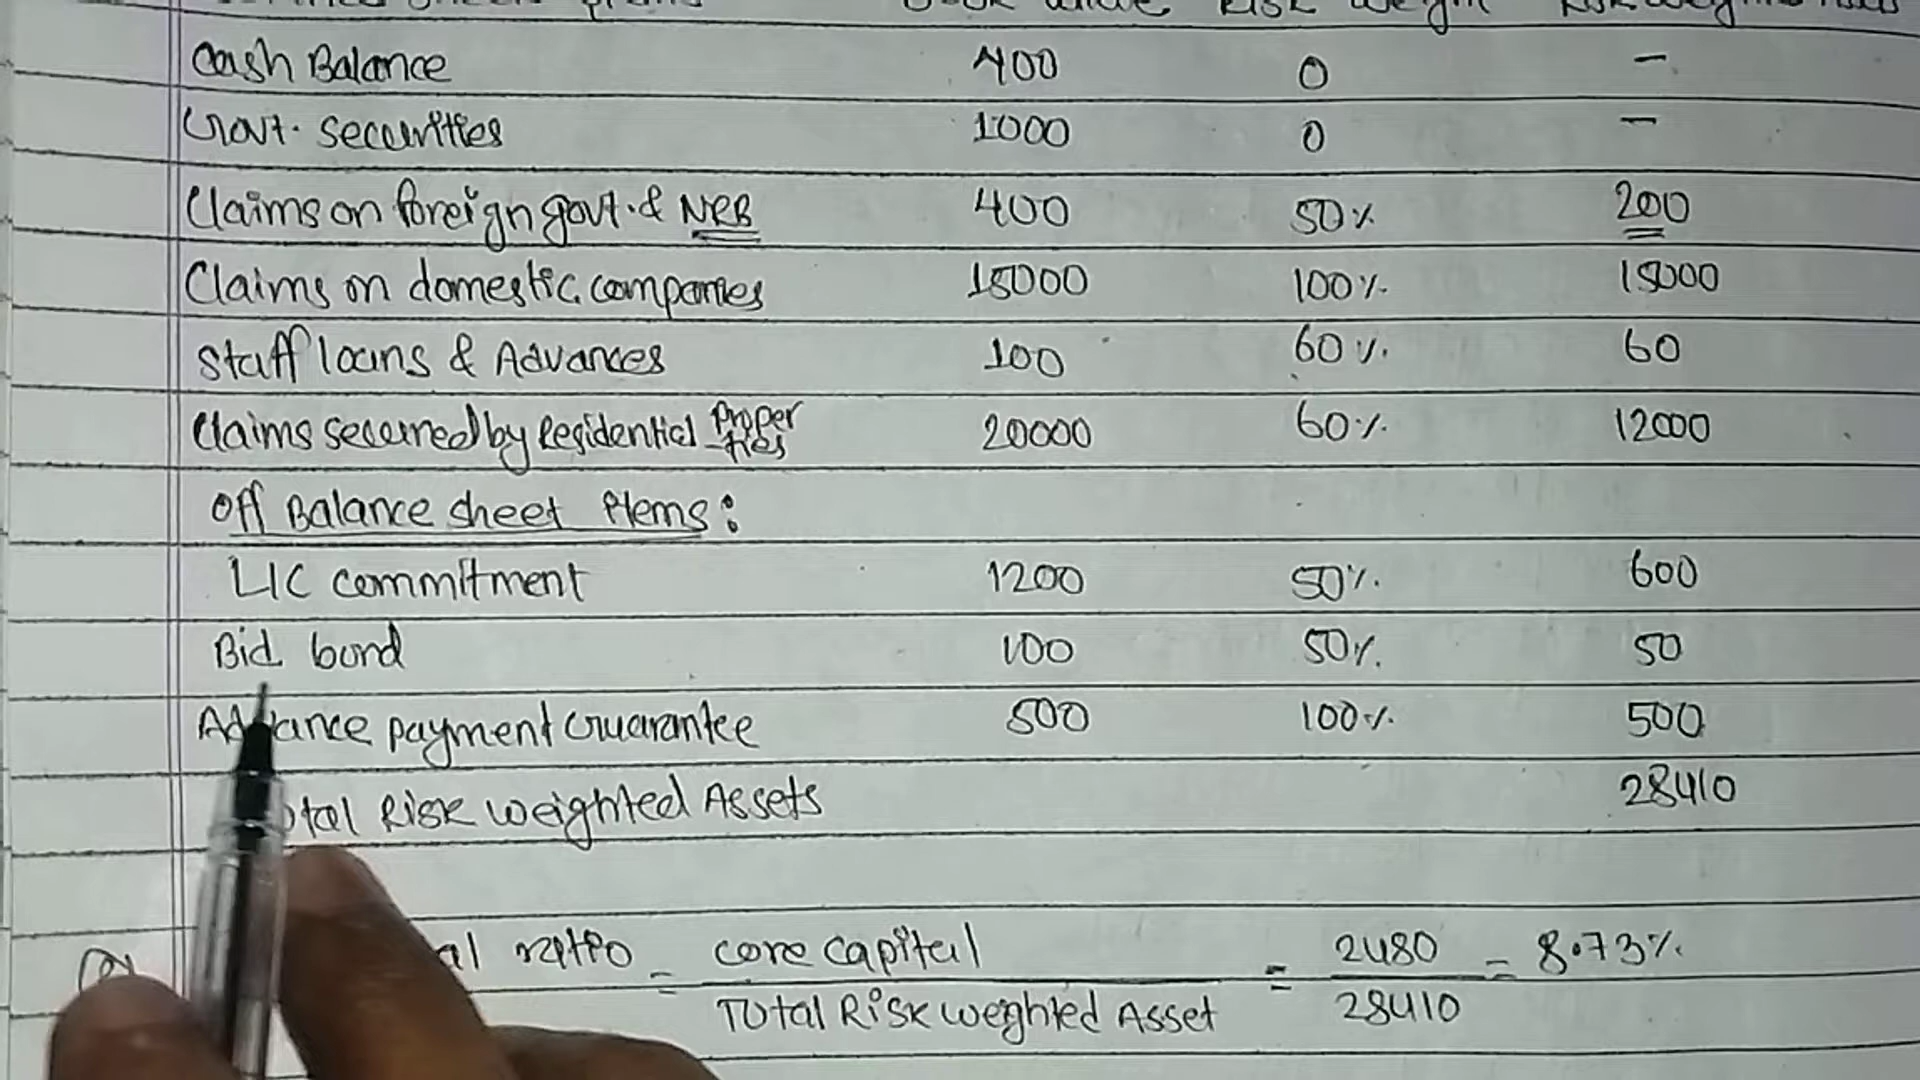 Cash Balance 400 0 –
Govt. securities 1000 0 –
Claims on foreign govt. & NRB 400 50% 200
Claims on domestic companies 15000 100% 15000
Staff loans & Advances 100 60% 60
Claims secured by Residential Properties 20000 60% 12000
Off Balance sheet Items:
L/C commitment 1200 50% 600
Bid bond 100 50% 50
Advance payment Guarantee 500 100% 500
Total Risk Weighted Assets 28410
al ratio = core capital / Total Risk Weighted Asset = 2480 / 28410 = 8.73%